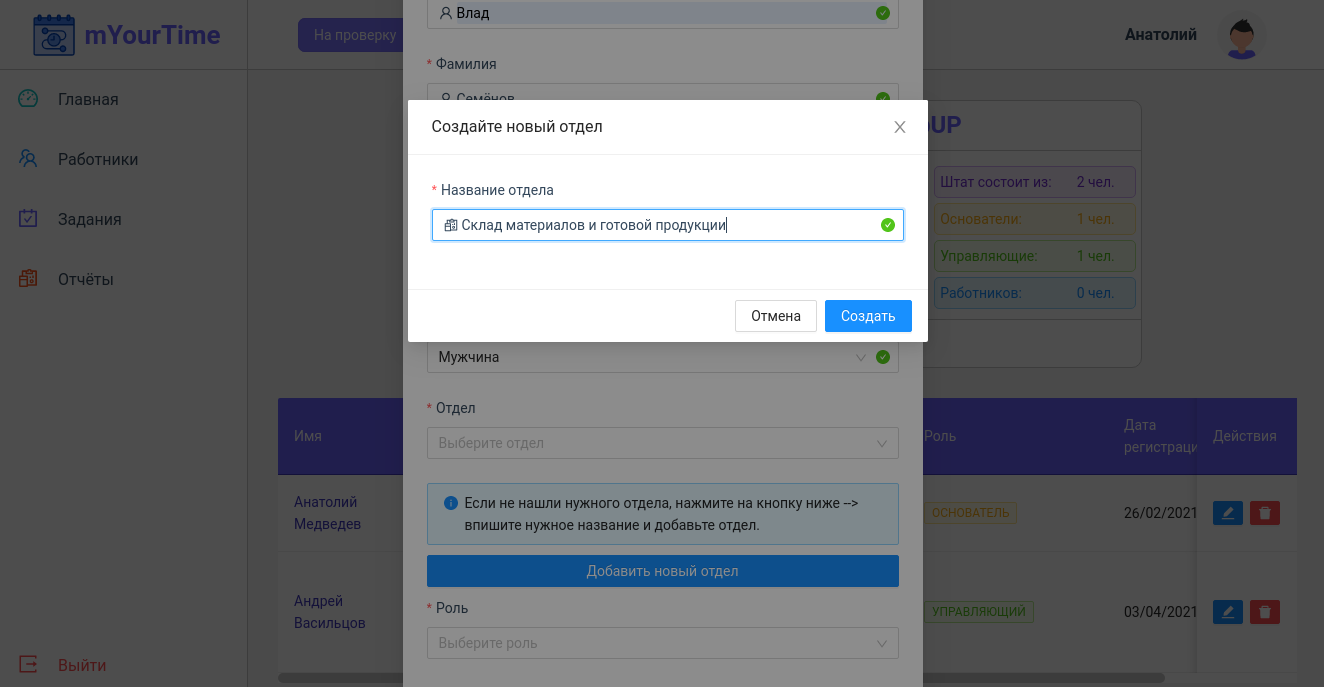 mYourTime
На проверку
Анатолий
Главная
Работники
Задания
Отчёты
Выйти
Влад
* Фамилия
Семёнов
Создайте новый отдел
* Название отдела
Склад материалов и готовой продукции
Отмена
Создать
Мужчина
* Отдел
Выберите отдел
Если не нашли нужного отдела, нажмите на кнопку ниже -->
впишите нужное название и добавьте отдел.
Добавить новый отдел
* Роль
Выберите роль
Штат состоит из: 2 чел.
Основатели: 1 чел.
Управляющие: 1 чел.
Работников: 0 чел.
Имя
Роль
Дата
регистраци
Действия
Анатолий
Медведев
ОСНОВАТЕЛЬ
26/02/2021
Андрей
Васильцов
УПРАВЛЯЮЩИЙ
03/04/2021